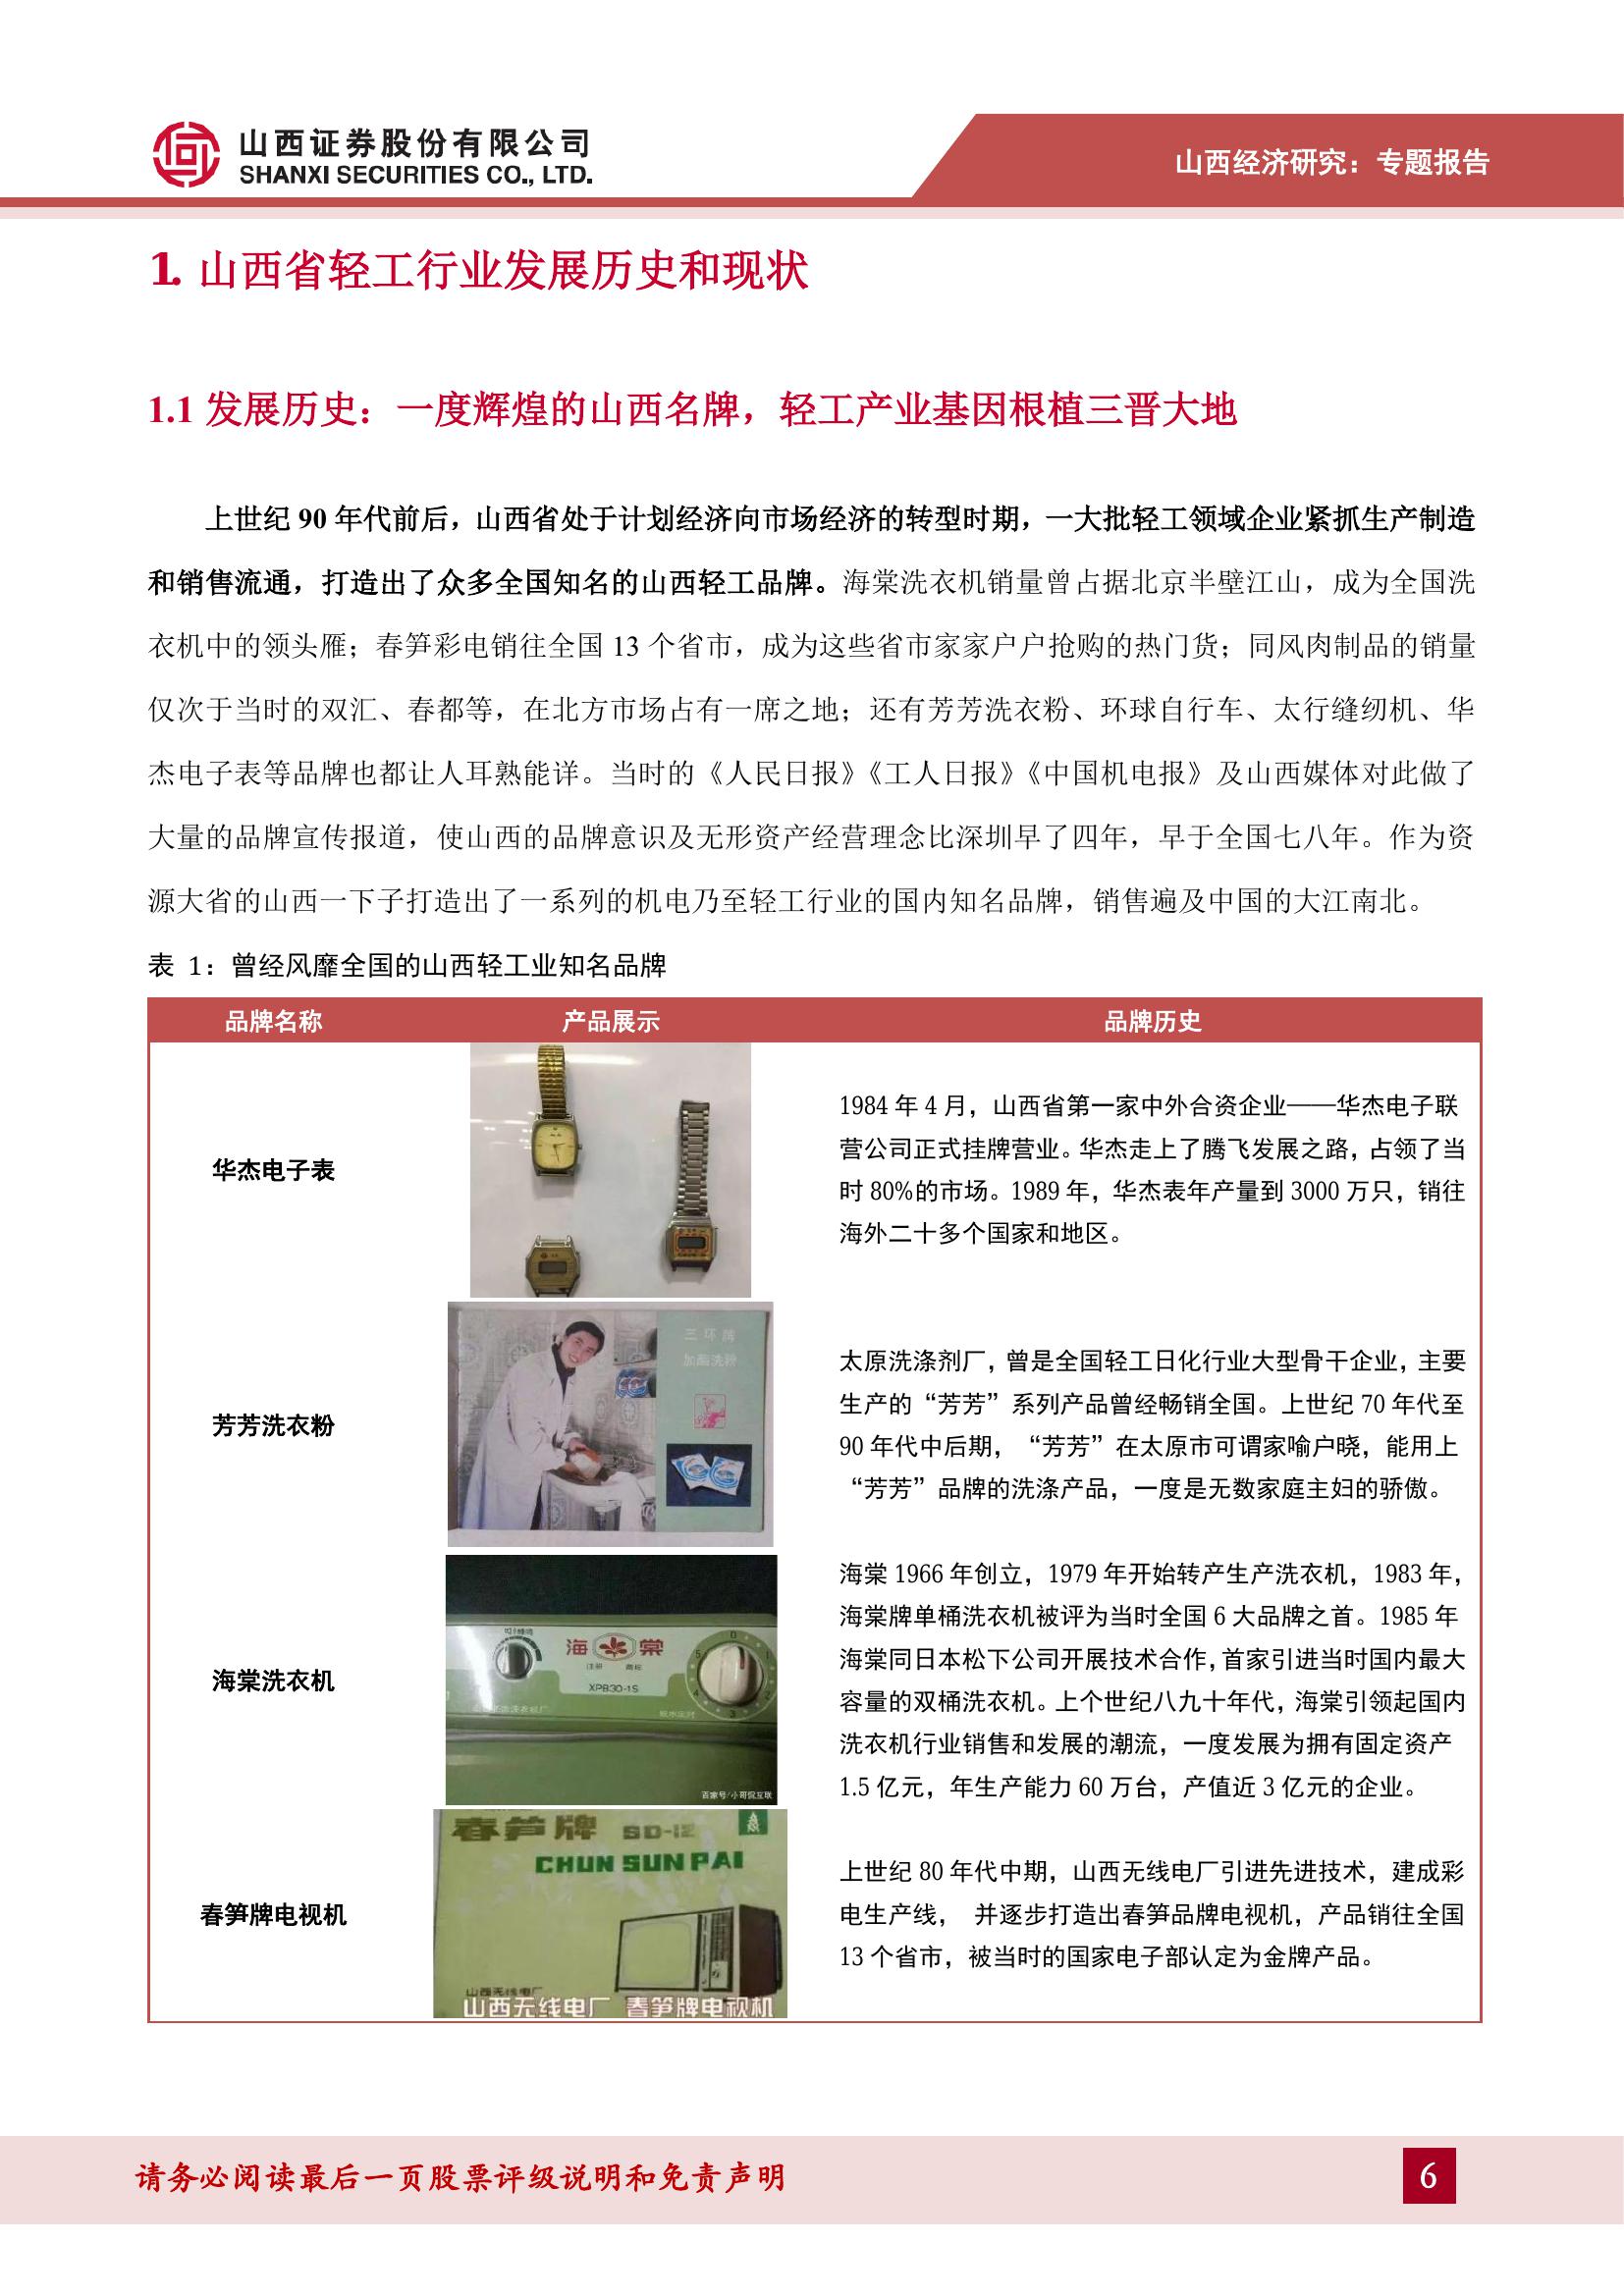 山西证券股份有限公司
SHANXI SECURITIES CO., LTD.
山西经济研究：专题报告
1. 山西省轻工行业发展历史和现状
1.1 发展历史：一度辉煌的山西名牌，轻工产业基因根植三晋大地
上世纪 90 年代前后，山西省处于计划经济向市场经济的转型时期，一大批轻工领域企业紧抓生产制造
和销售流通，打造出了众多全国知名的山西轻工品牌。海棠洗衣机销量曾占据北京半壁江山，成为全国洗
衣机中的领头雁；春笋彩电销往全国 13 个省市，成为这些省市家家户户抢购的热门货；同风肉制品的销量
仅次于当时的双汇、春都等，在北方市场占有一席之地；还有芳芳洗衣粉、环球自行车、太行缝纫机、华
杰电子表等品牌也都让人耳熟能详。当时的《人民日报》《工人日报》《中国机电报》及山西媒体对此做了
大量的品牌宣传报道，使山西的品牌意识及无形资产经营理念比深圳早了四年，早于全国七八年。作为资
源大省的山西一下子打造出了一系列的机电乃至轻工行业的国内知名品牌，销售遍及中国的大江南北。
表 1：曾经风靡全国的山西轻工业知名品牌
品牌名称 产品展示 品牌历史
华杰电子表
1984 年 4 月，山西省第一家中外合资企业——华杰电子联
营公司正式挂牌营业。华杰走上了腾飞发展之路，占领了当
时 80%的市场。1989 年，华杰表年产量到 3000 万只，销往
海外二十多个国家和地区。
芳芳洗衣粉
三环牌
加酶洗粉
太原洗涤剂厂，曾是全国轻工日化行业大型骨干企业，主要
生产的“芳芳”系列产品曾经畅销全国。上世纪 70 年代至
90 年代中后期，“芳芳”在太原市可谓家喻户晓，能用上
“芳芳”品牌的洗涤产品，一度是无数家庭主妇的骄傲。
海棠洗衣机
海 棠
注册 商标
XPB30-1S
百家号/小哥侃互联
海棠 1966 年创立，1979 年开始转产生产洗衣机，1983 年，
海棠牌单桶洗衣机被评为当时全国 6 大品牌之首。1985 年
海棠同日本松下公司开展技术合作，首家引进当时国内最大
容量的双桶洗衣机。上个世纪八九十年代，海棠引领起国内
洗衣机行业销售和发展的潮流，一度发展为拥有固定资产
1.5 亿元，年生产能力 60 万台，产值近 3 亿元的企业。
春笋牌电视机
春笋牌 SD-12
CHUN SUN PAI
山西无线电厂
山西无线电厂 春笋牌电视机
上世纪 80 年代中期，山西无线电厂引进先进技术，建成彩
电生产线， 并逐步打造出春笋品牌电视机，产品销往全国
13 个省市，被当时的国家电子部认定为金牌产品。
请务必阅读最后一页股票评级说明和免责声明
6